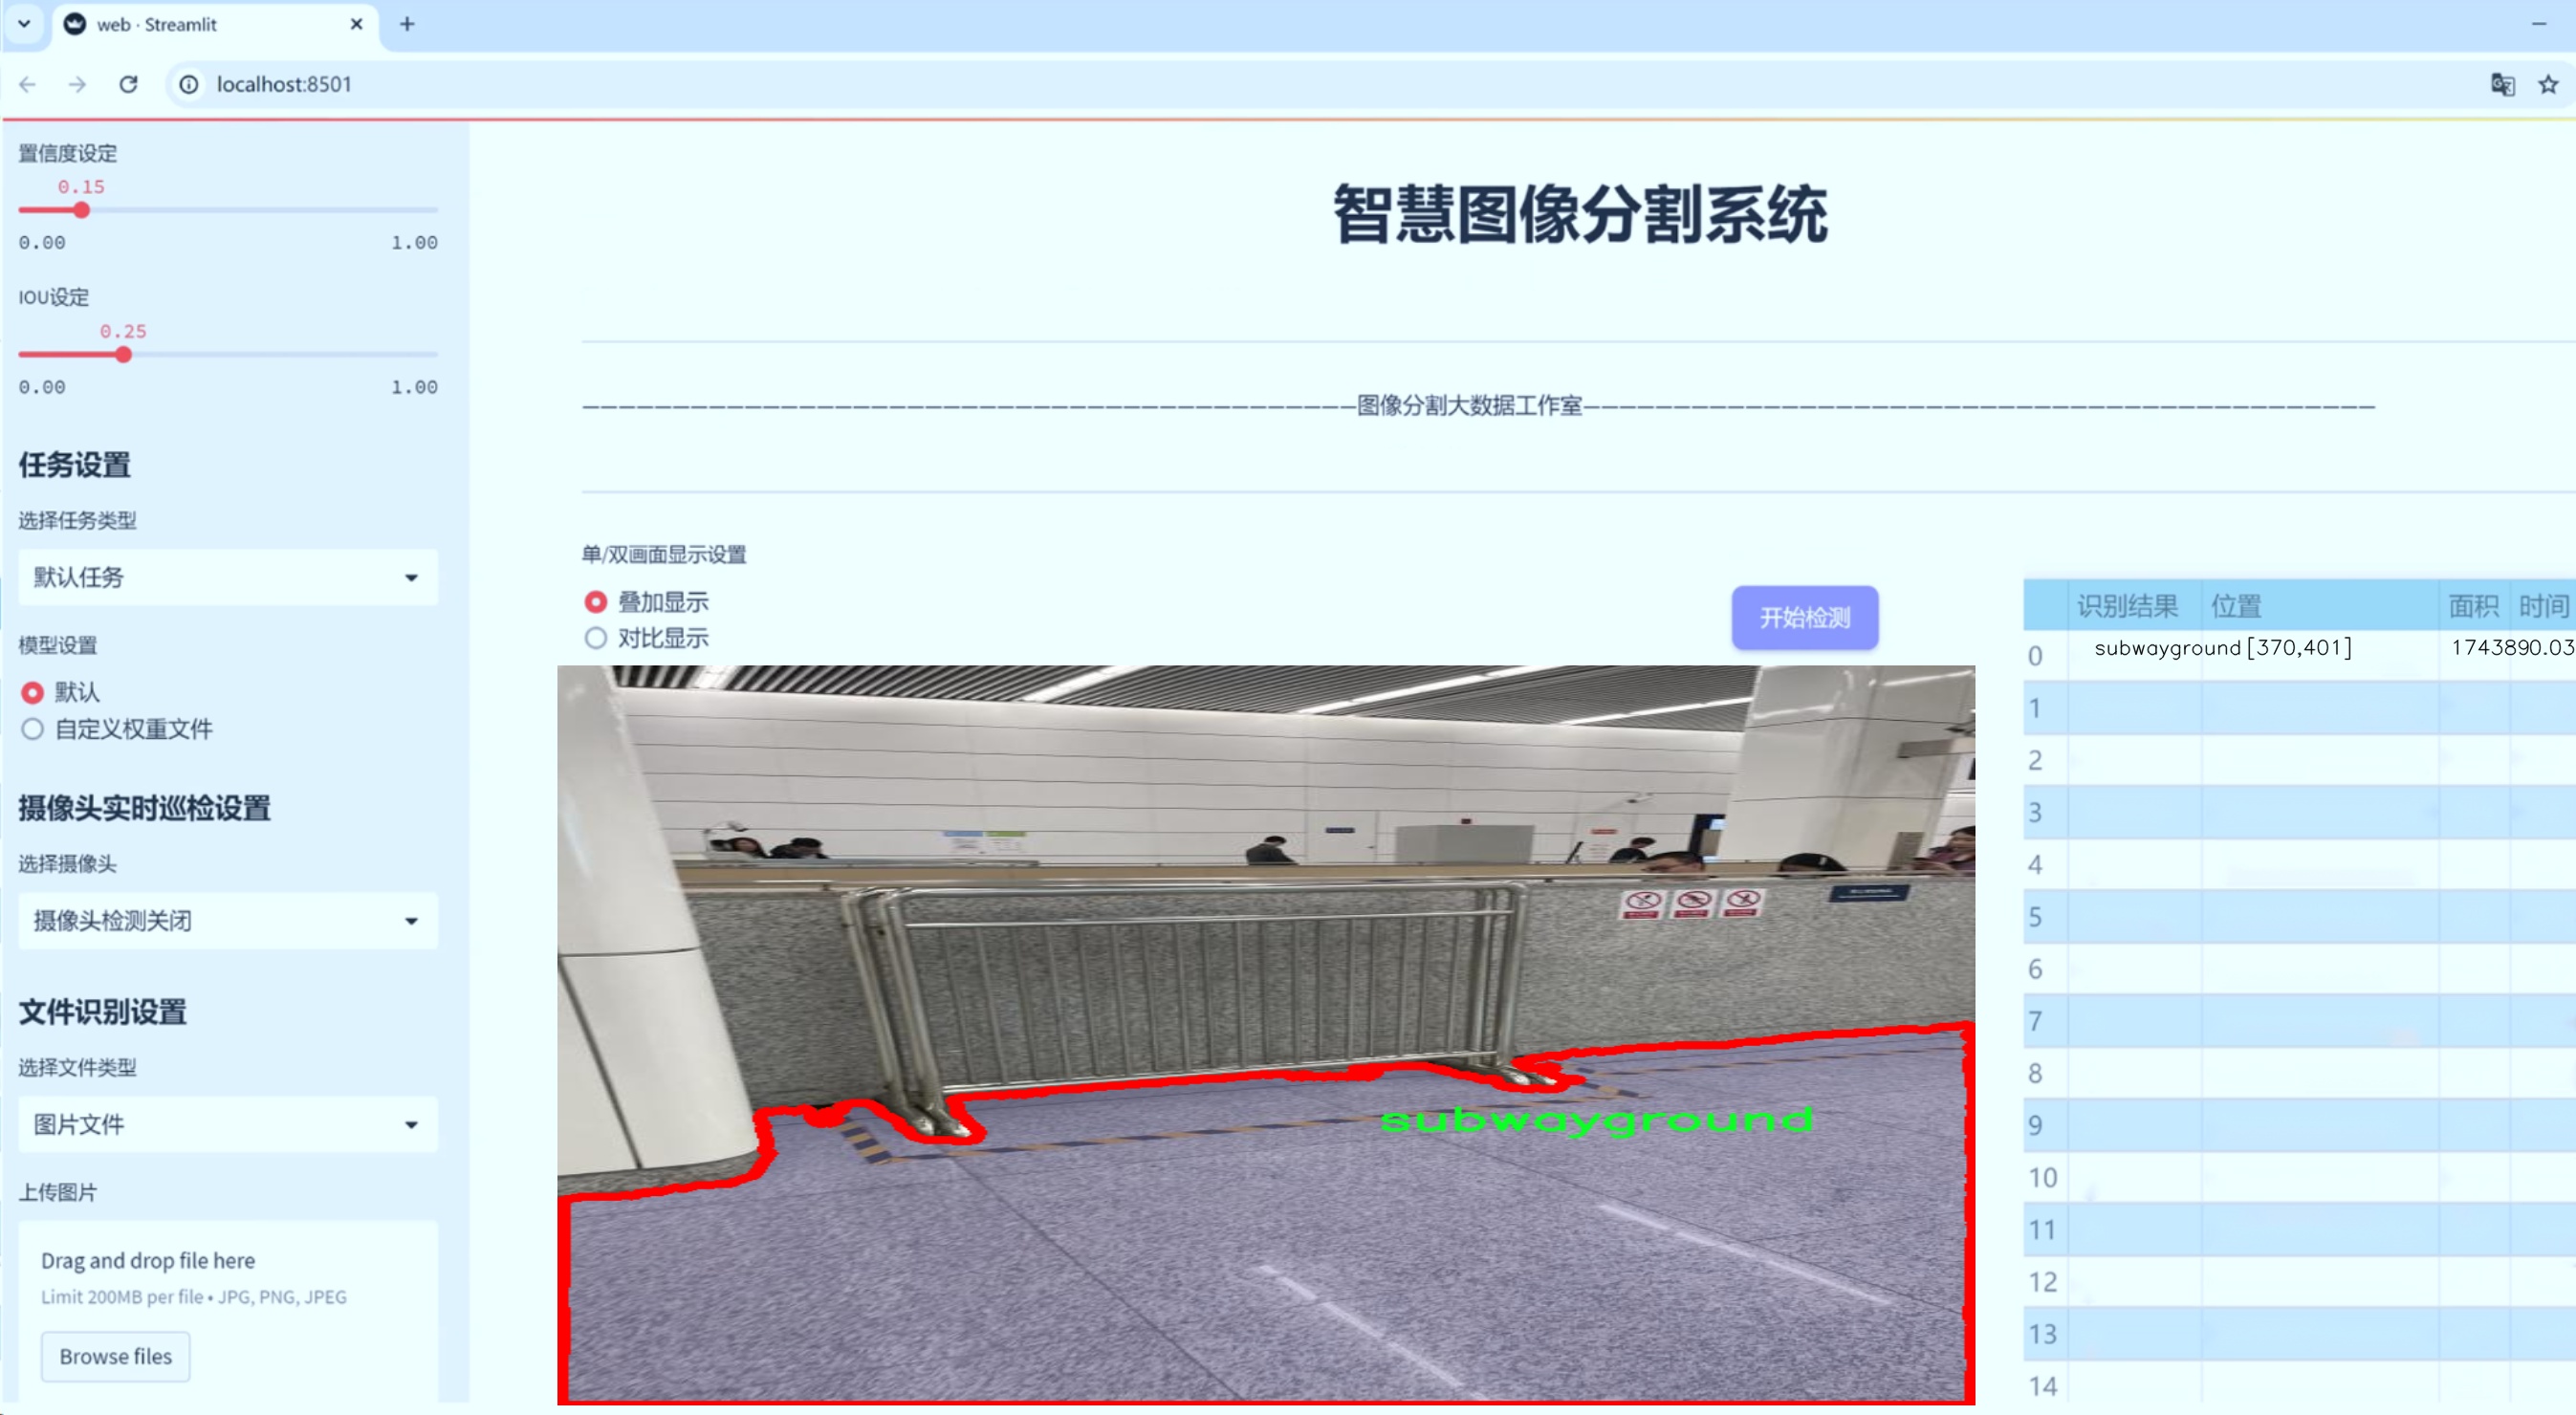 web · Streamlit
localhost:8501
置信度设定
0.15
0.00 1.00
IOU设定
0.25
0.00 1.00
任务设置
选择任务类型
默认任务
模型设置
默认
自定义权重文件
摄像头实时巡检设置
选择摄像头
摄像头检测关闭
文件识别设置
选择文件类型
图片文件
上传图片
Drag and drop file here
Limit 200MB per file • JPG, PNG, JPEG
Browse files
智慧图像分割系统
———————————————————————————————————————————图像分割大数据工作室————————————————————————————————————————————
单/双画面显示设置
叠加显示
对比显示
开始检测
subwayground
识别结果 位置 面积 时间
0 subwayground [370,401] 1743890.03
1
2
3
4
5
6
7
8
9
10
11
12
13
14